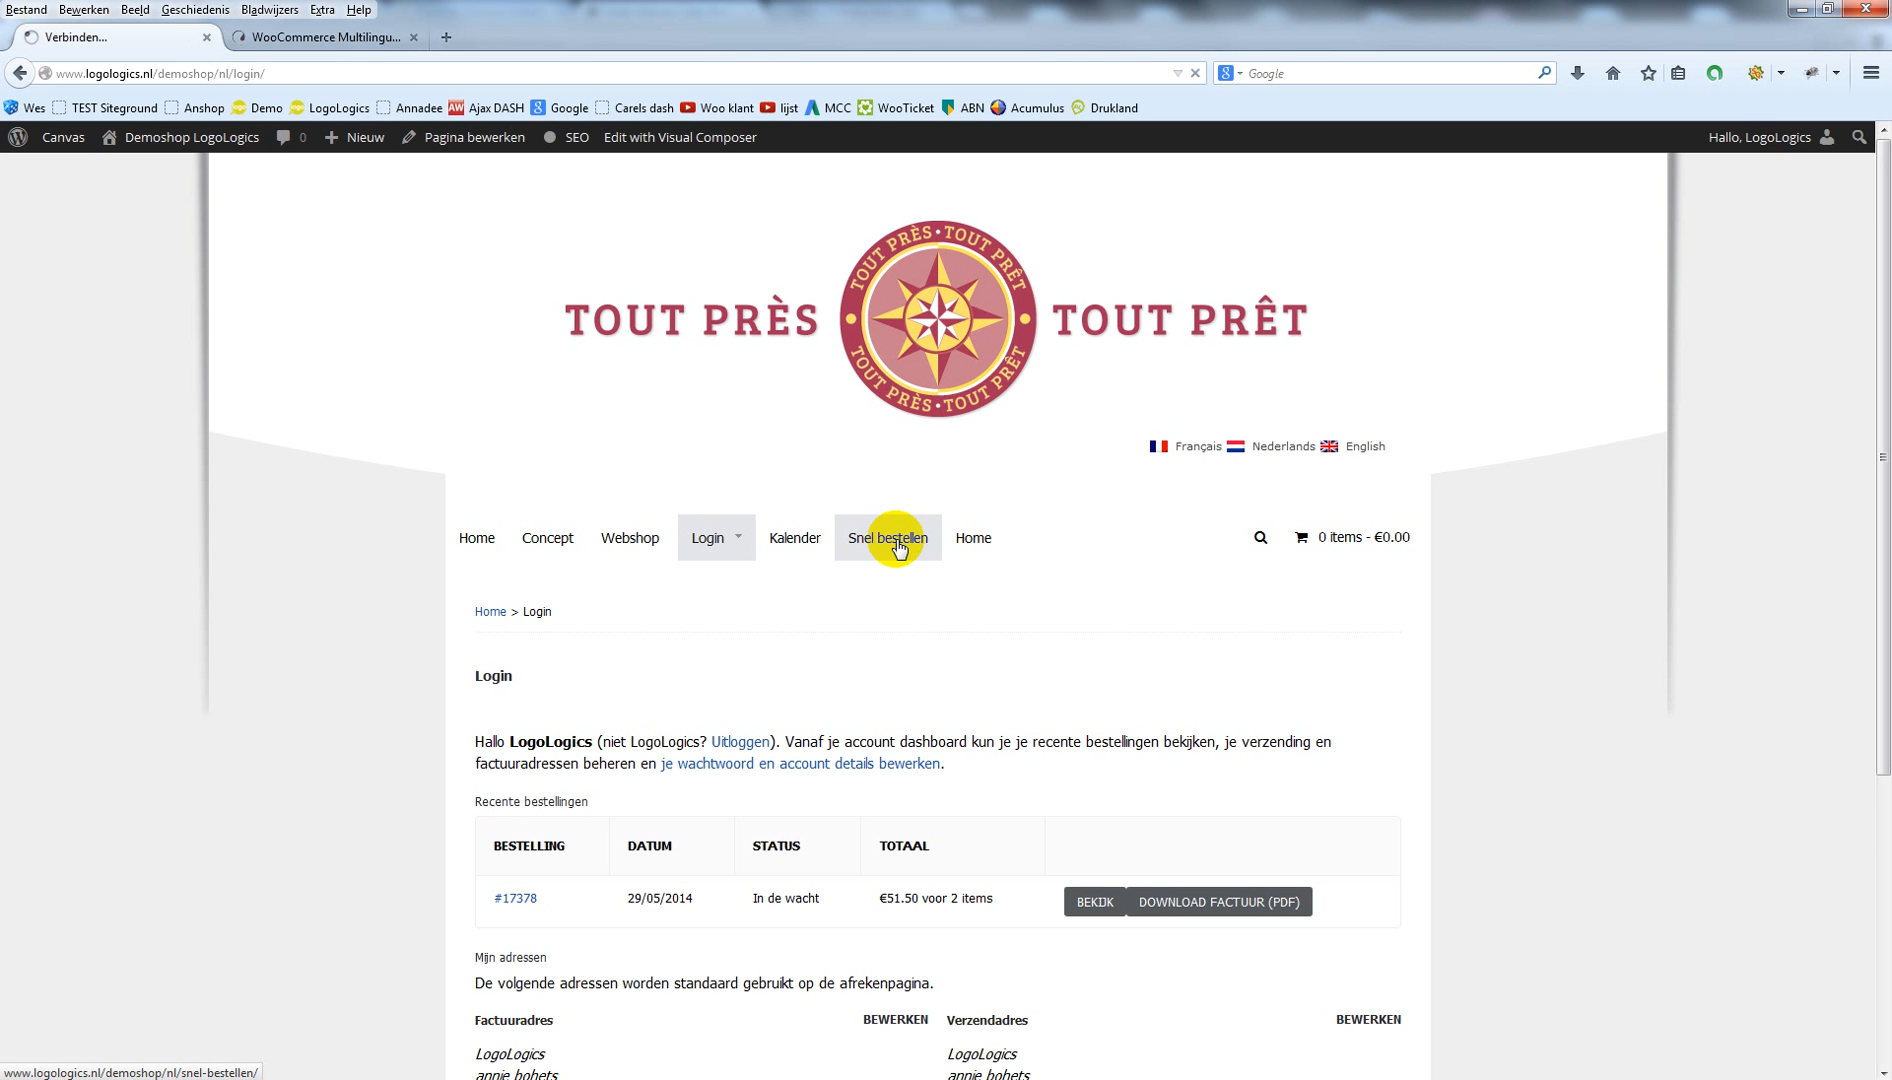 Bestand Bewerken Beeld Geschiedenis Bladwijzers Extra Help
Verbinden... WooCommerce Multilingu...
www.logologics.nl/demoshop/nl/login/ Google
Wes TEST Siteground Anshop Demo LogoLogics Annadee Ajax DASH Google Carels dash Woo klant lijst MCC WooTicket ABN Acumulus Drukland
Canvas Demoshop LogoLogics 0 Nieuw Pagina bewerken SEO Edit with Visual Composer Hallo, LogoLogics
TOUT PRÈS • TOUT PRÊT
TOUT PRÈS TOUT PRÊT
TOUT PRÈS • TOUT PRÊT
Français Nederlands English
Home Concept Webshop Login Kalender Snel bestellen Home 0 items - €0.00
Home > Login
Login
Hallo LogoLogics (niet LogoLogics? Uitloggen). Vanaf je account dashboard kun je je recente bestellingen bekijken, je verzending en
factuuradressen beheren en je wachtwoord en account details bewerken.
Recente bestellingen
BESTELLING DATUM STATUS TOTAAL
#17378 29/05/2014 In de wacht €51.50 voor 2 items BEKIJK DOWNLOAD FACTUUR (PDF)
Mijn adressen
De volgende adressen worden standaard gebruikt op de afrekenpagina.
Factuuradres BEWERKEN Verzendadres BEWERKEN
LogoLogics LogoLogics
annie bohets annie bohets
www.logologics.nl/demoshop/nl/snel-bestellen/